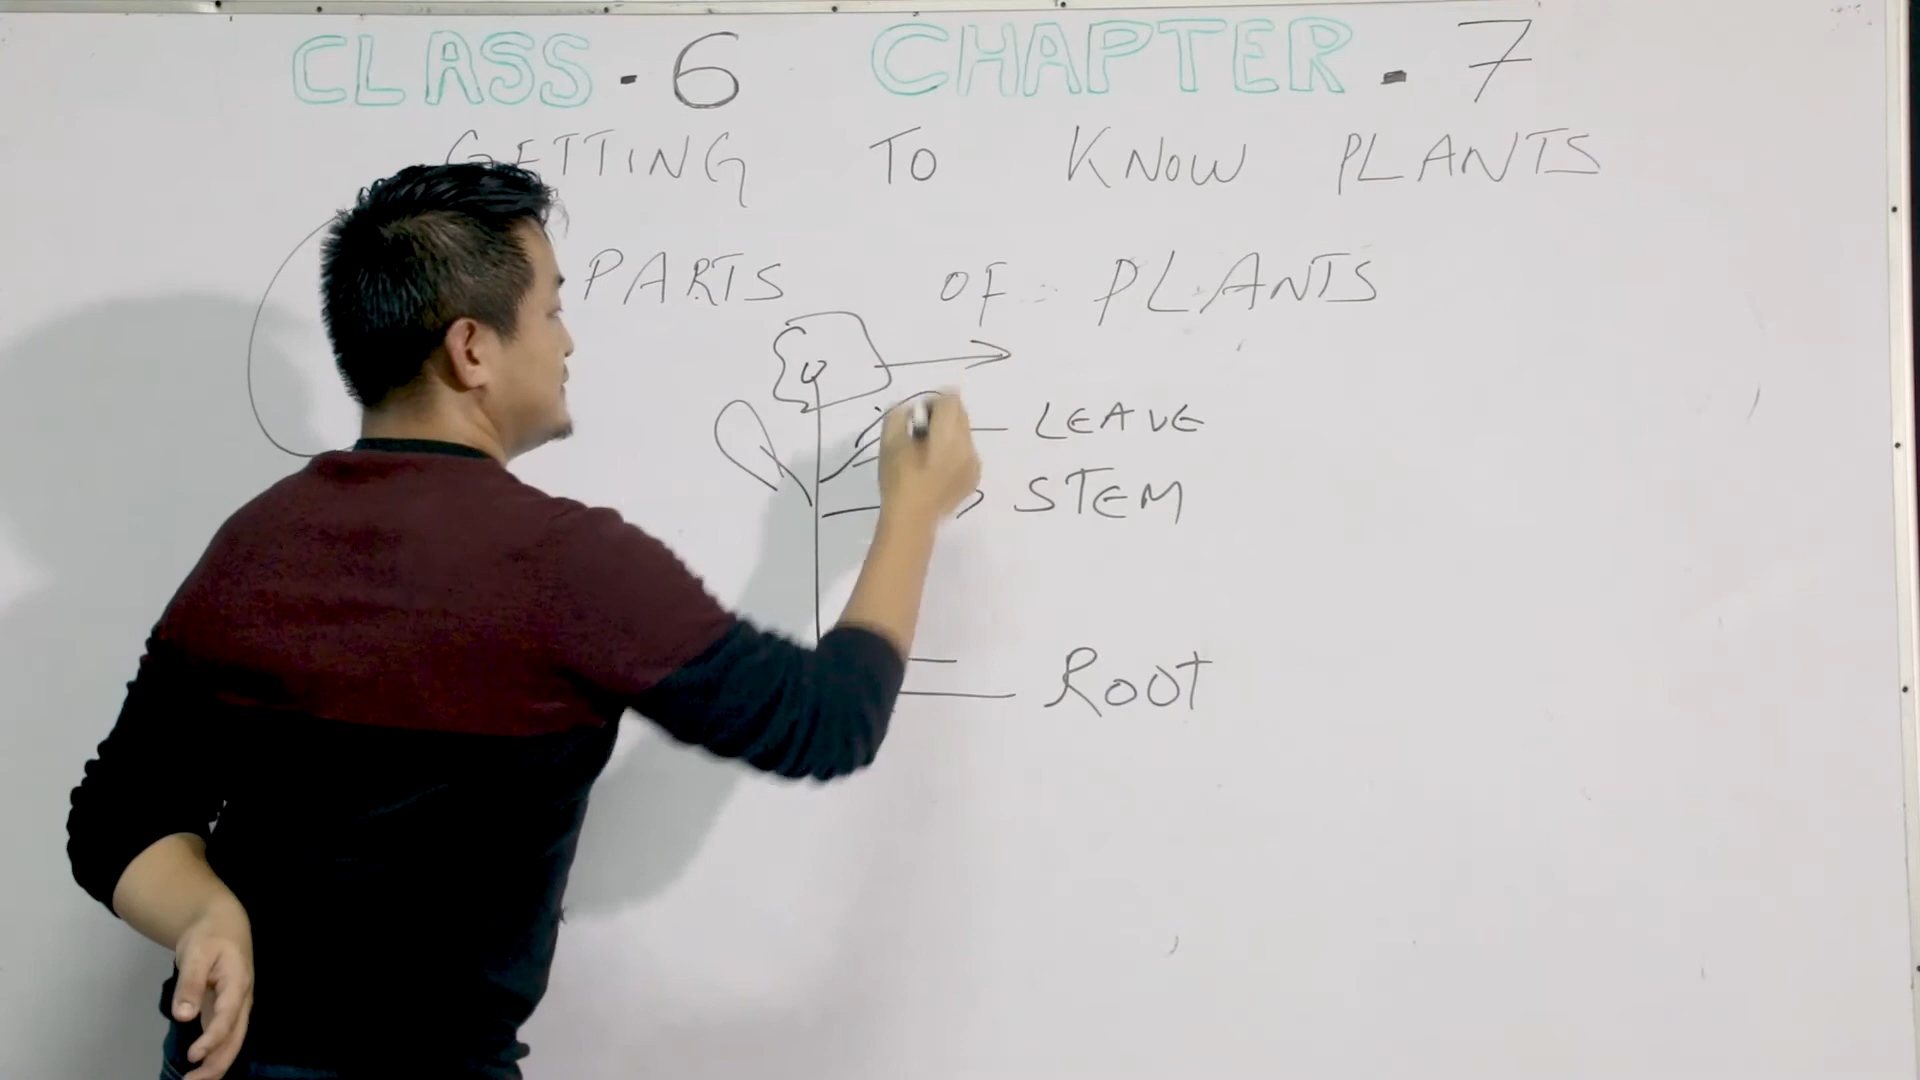 CLASS - 6 CHAPTER - 7
GETTING TO KNOW PLANTS
PARTS OF PLANTS
LEAVE
STEM
ROOT